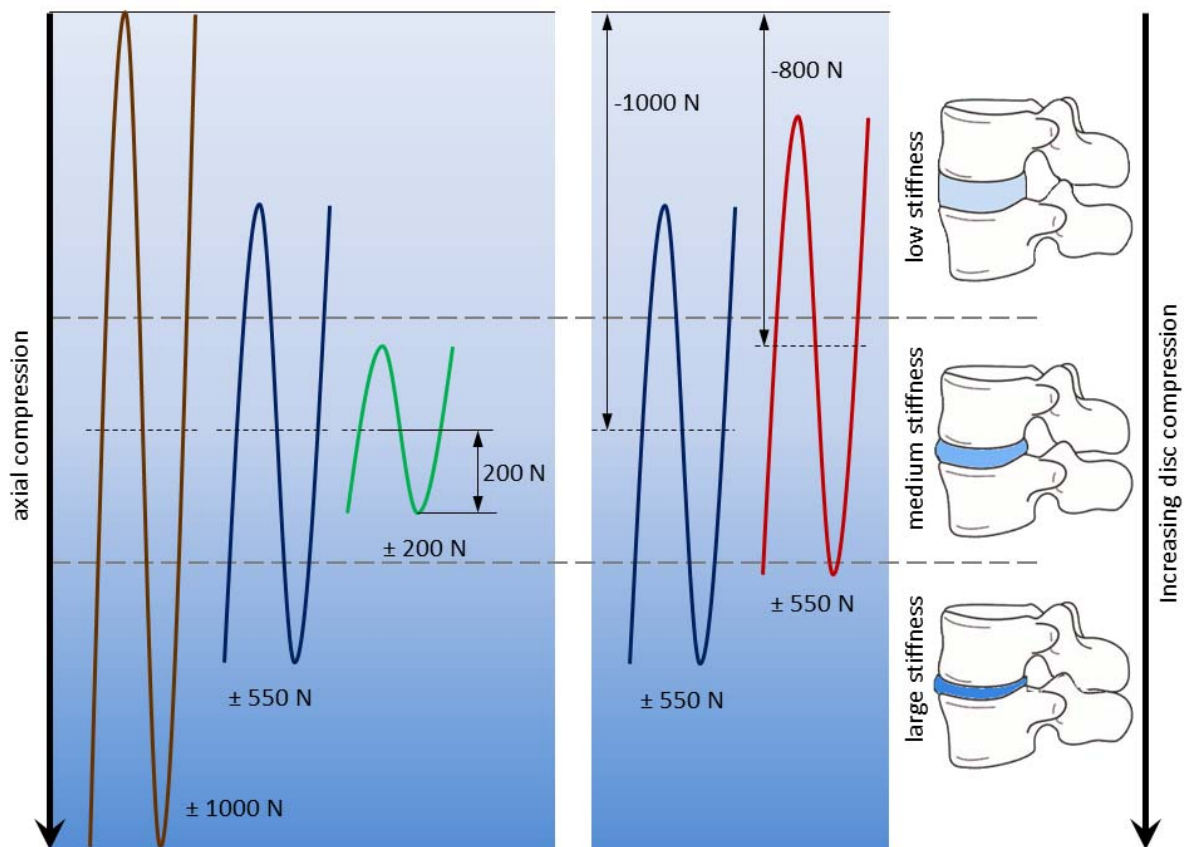 axial compression
± 1000 N
± 550 N
± 200 N
200 N
-1000 N
-800 N
± 550 N
± 550 N
low stiffness
medium stiffness
large stiffness
Increasing disc compression